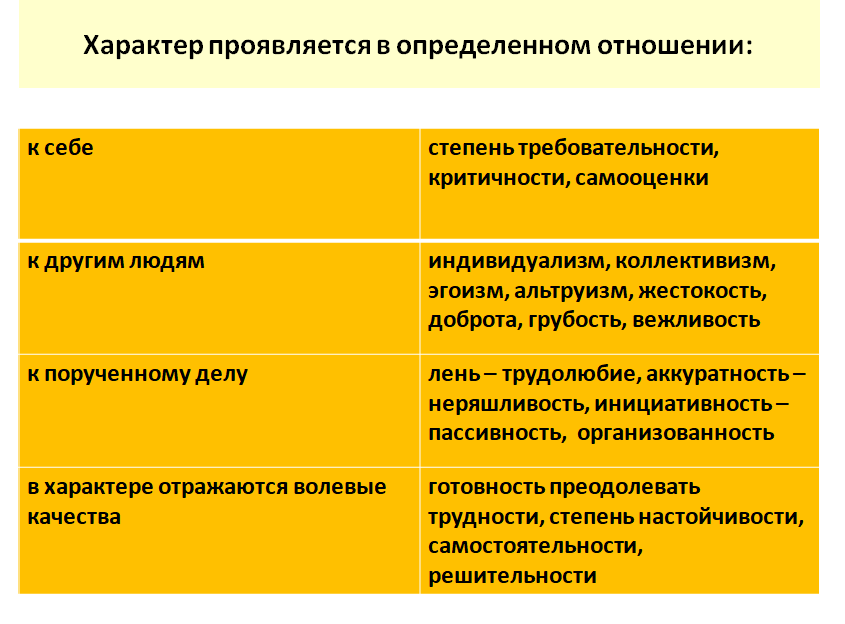 Характер проявляется в определенном отношении:
к себе
степень требовательности,
критичности, самооценки
к другим людям
индивидуализм, коллективизм,
эгоизм, альтруизм, жестокость,
доброта, грубость, вежливость
к порученному делу
лень – трудолюбие, аккуратность –
неряшливость, инициативность –
пассивность, организованность
в характере отражаются волевые
качества
готовность преодолевать
трудности, степень настойчивости,
самостоятельности,
решительности